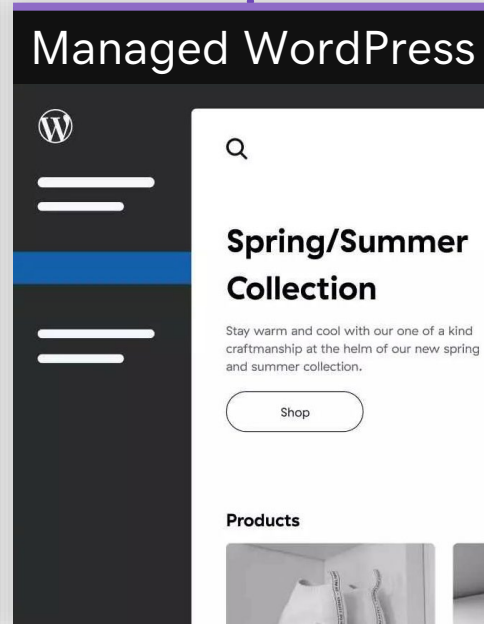 Managed WordPress
Spring/Summer
Collection
Stay warm and cool with our one of a kind
craftmanship at the helm of our new spring
and summer collection.
Shop
Products